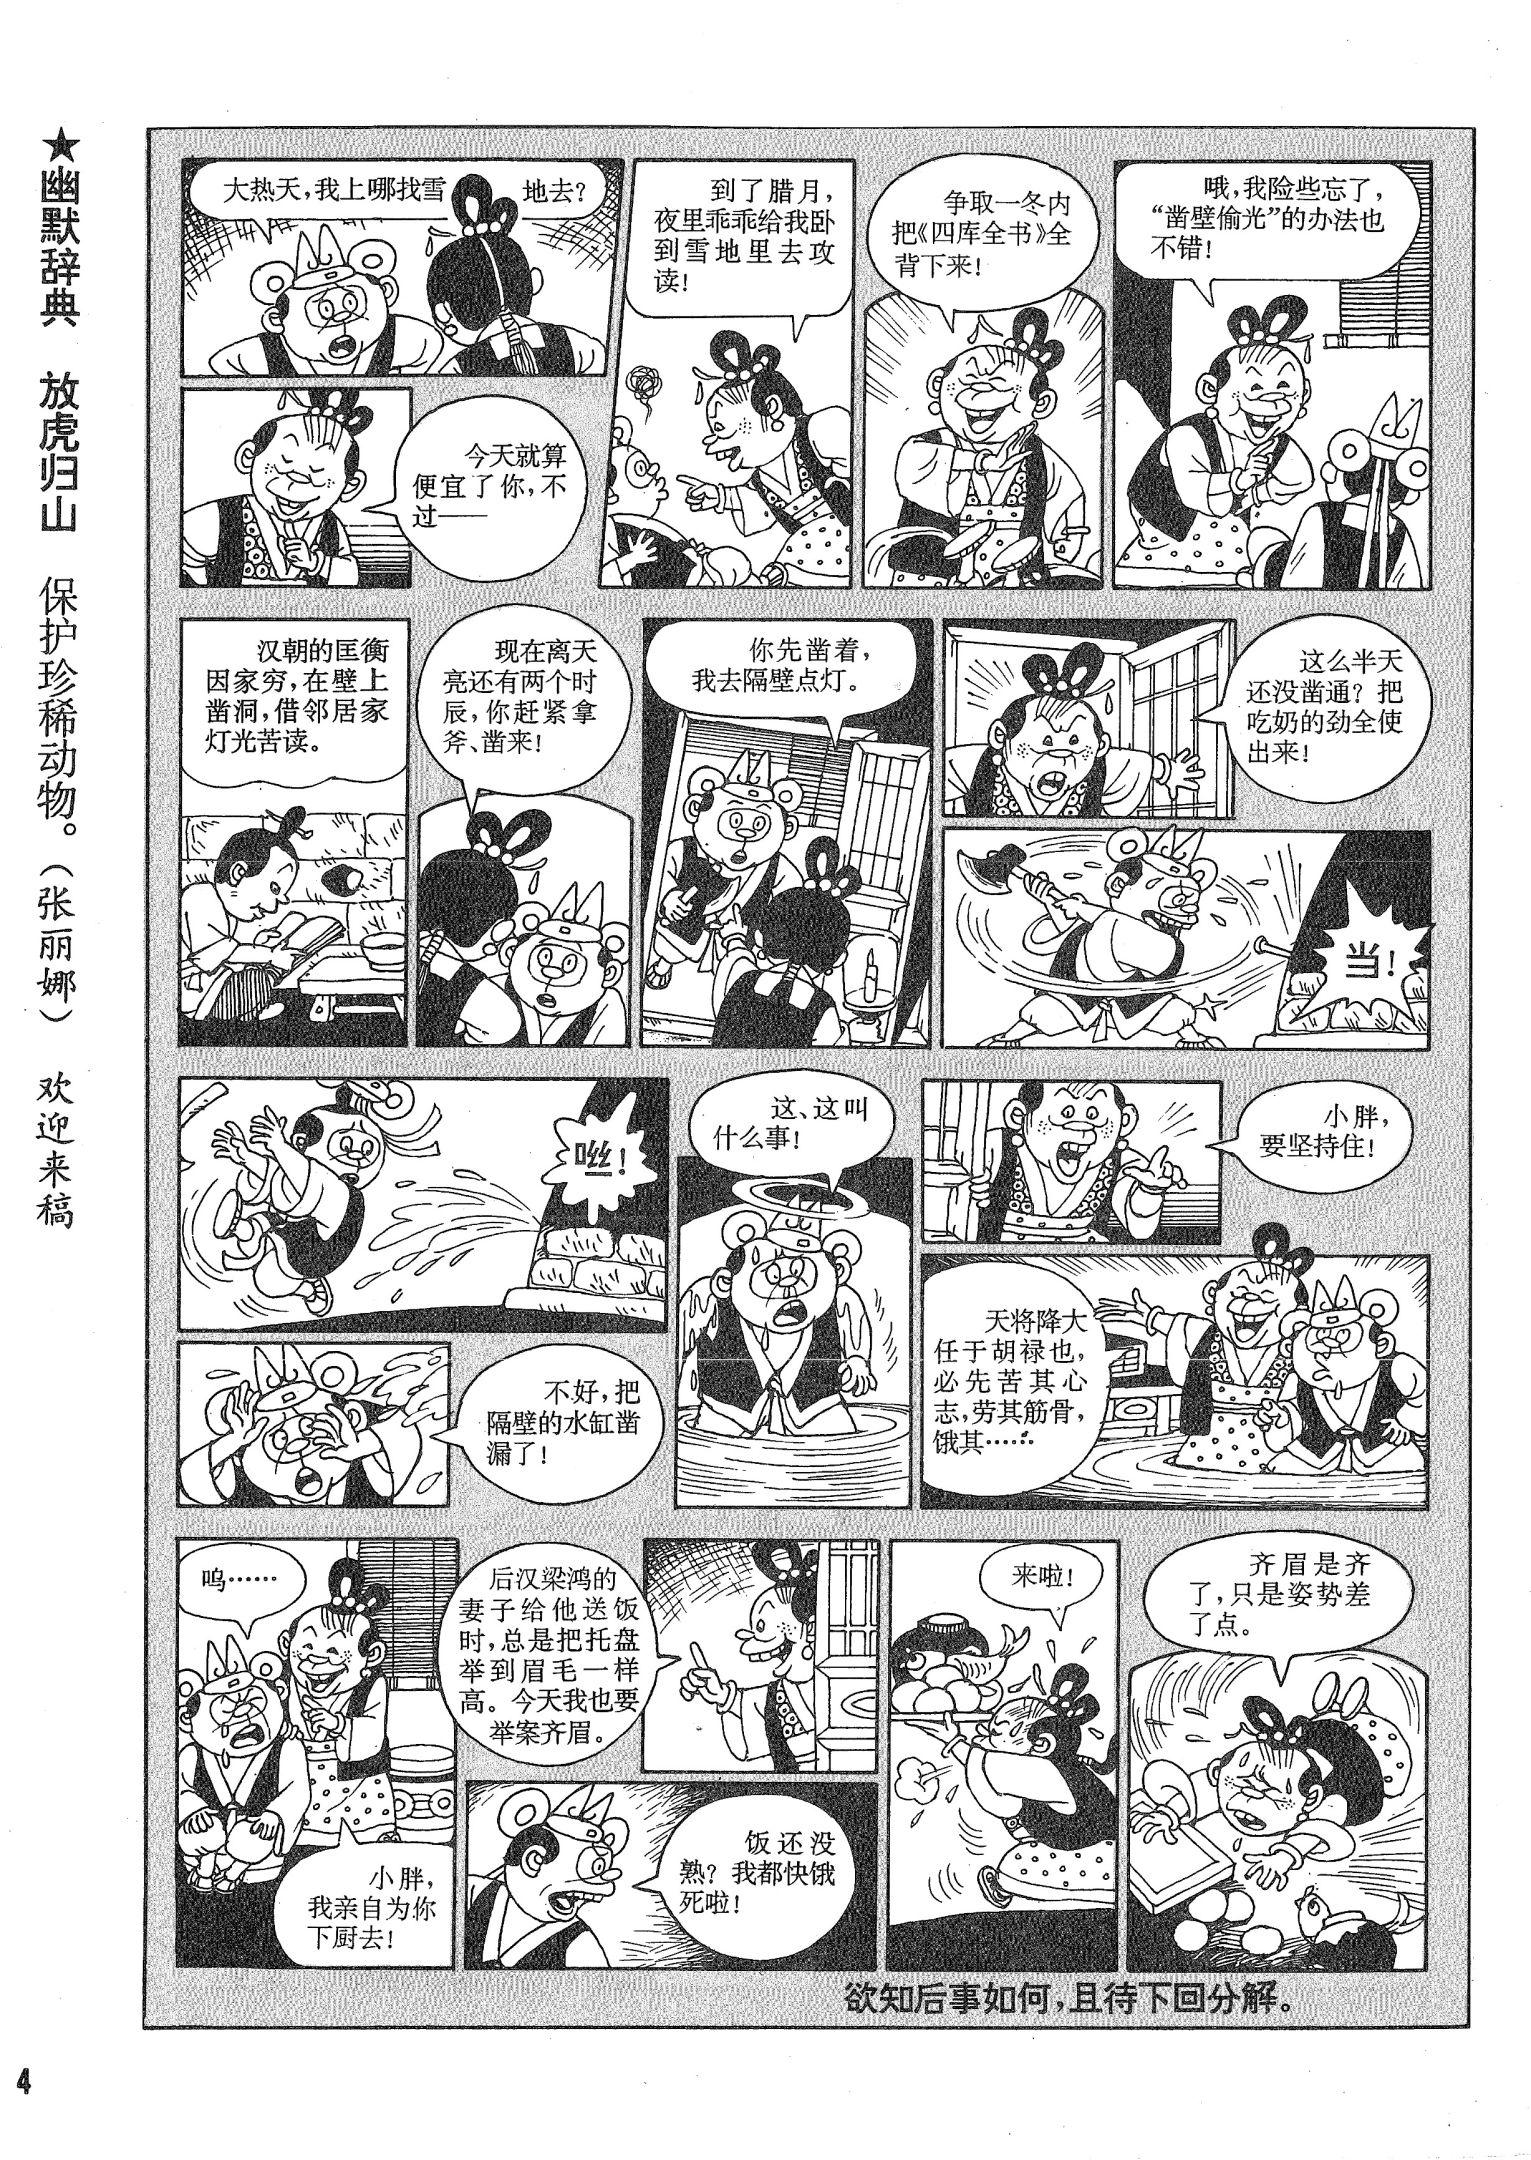 ★幽默辞典 放虎归山 保护珍稀动物。（张丽娜） 欢迎来稿
大热天，我上哪找雪地去？
今天就算
便宜了你，不
过——
到了腊月，
夜里乖乖给我卧
到雪地里去攻
读！
争取一冬内
把《四库全书》全
背下来！
哦，我险些忘了，
“凿壁偷光”的办法也
不错！
汉朝的匡衡
因家穷，在壁上
凿洞，借邻居家
灯光苦读。
现在离天
亮还有两个时
辰，你赶紧拿
斧、凿来！
你先凿着，
我去隔壁点灯。
这么半天
还没凿通？把
吃奶的劲全使
出来！
当！
咝！
不好，把
隔壁的水缸凿
漏了！
这、这叫
什么事！
小胖，
要坚持住！
天将降大
任于胡禄也，
必先苦其心
志，劳其筋骨，
饿其……
呜……
小胖，
我亲自为你
下厨去！
后汉梁鸿的
妻子给他送饭
时，总是把托盘
举到眉毛一样
高。今天我也要
举案齐眉。
饭还没
熟？我都快饿
死啦！
来啦！
齐眉是齐
了，只是姿势差
了点。
欲知后事如何，且待下回分解。
4